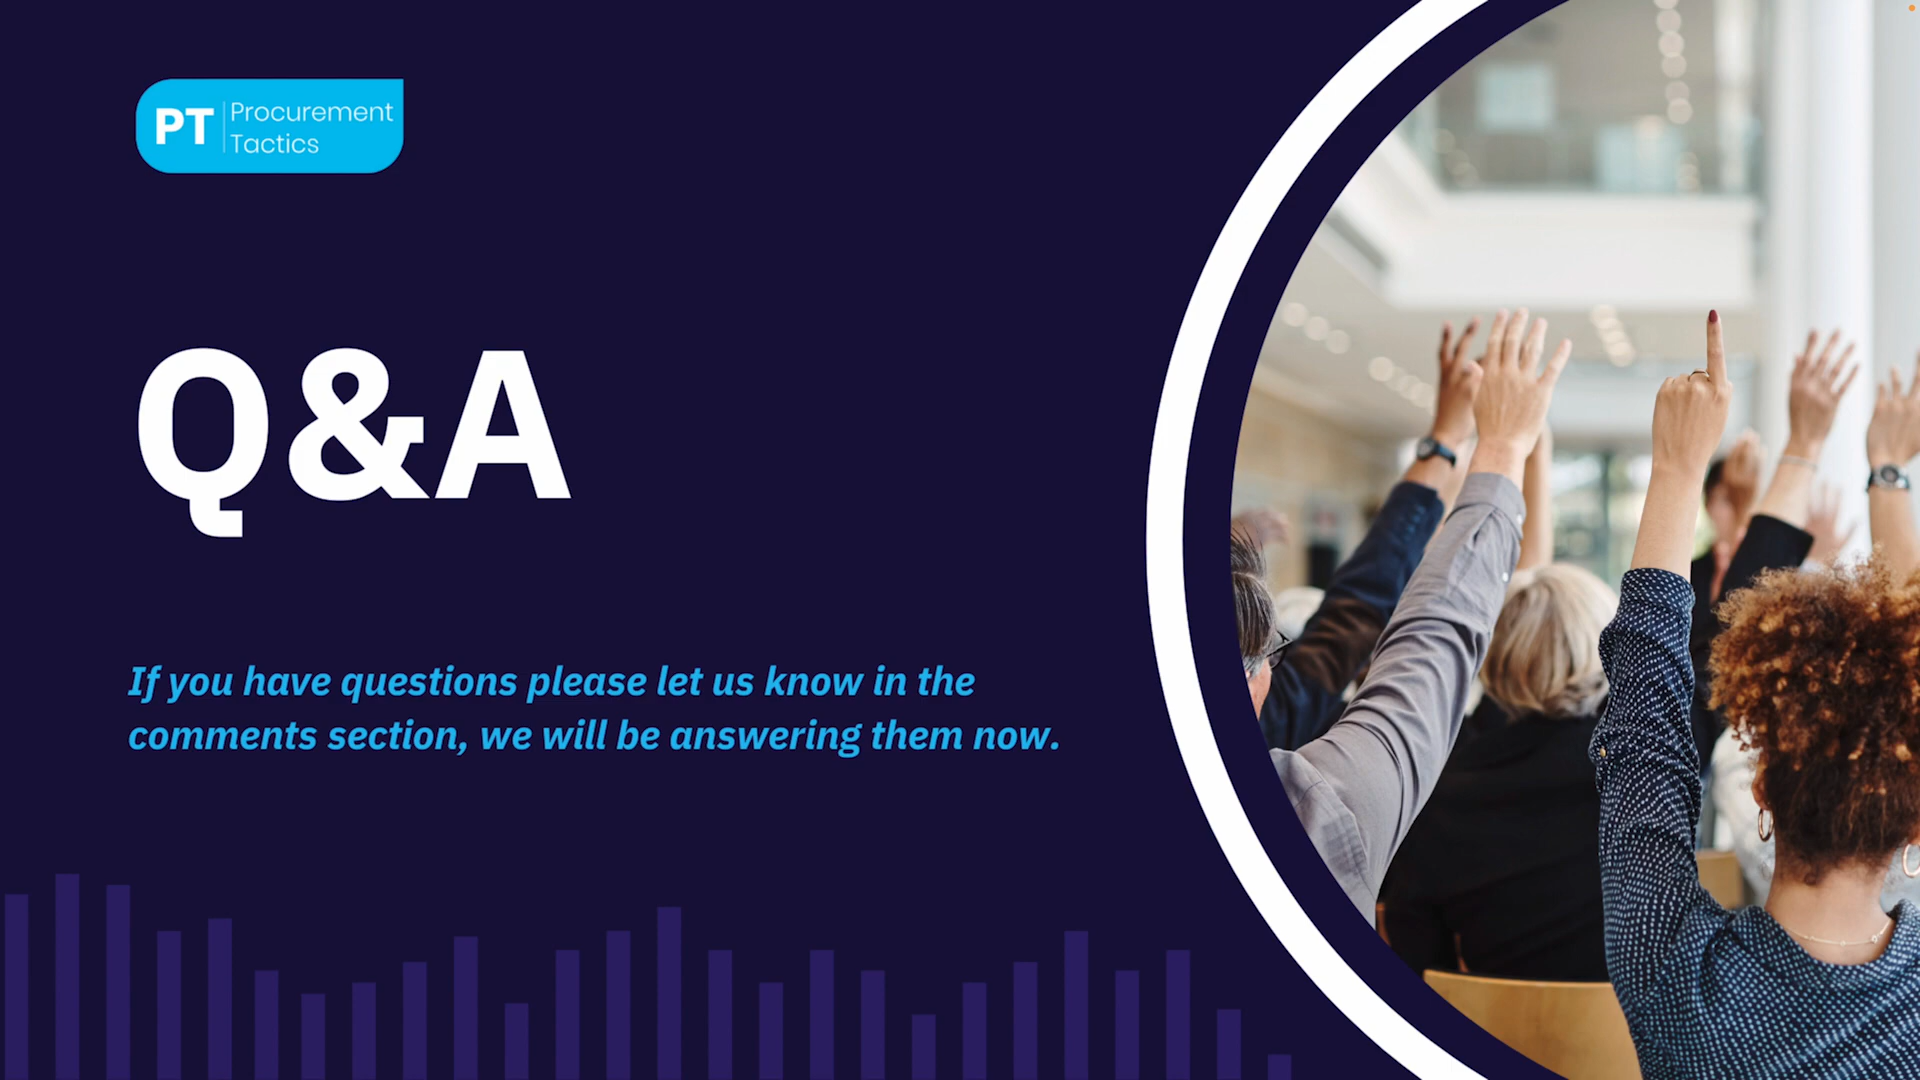 PT
Procurement
Tactics
Q&A
If you have questions please let us know in the
comments section, we will be answering them now.